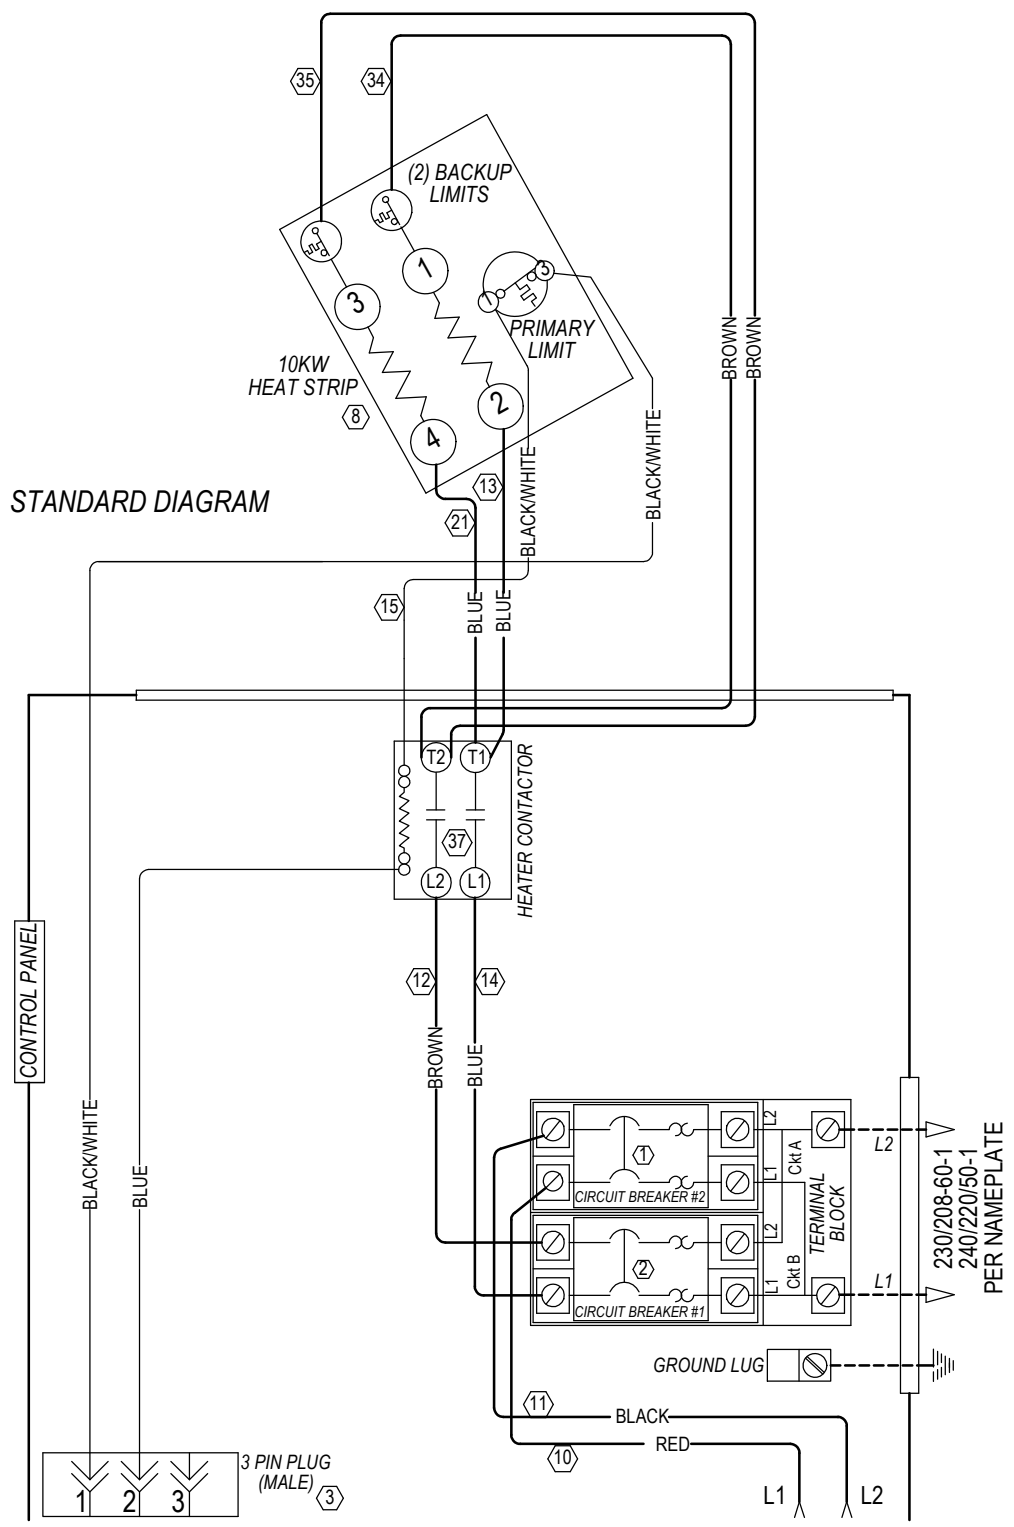 35
34
(2) BACKUP
LIMITS
1
3
3
1
PRIMARY
LIMIT
10KW
HEAT STRIP
8
2
4
BROWN
BROWN
BLACK/WHITE
BLACK/WHITE
STANDARD DIAGRAM
13
21
15
BLUE
BLUE
T2
T1
37
L2
L1
HEATER CONTACTOR
CONTROL PANEL
12
14
BROWN
BLUE
BLACK/WHITE
BLUE
1
CIRCUIT BREAKER #2
2
CIRCUIT BREAKER #1
L2
L1
Ckt A
L2
L1
Ckt B
TERMINAL
BLOCK
L2
L1
230/208-60-1
240/220/50-1
PER NAMEPLATE
GROUND LUG
11
BLACK
RED
10
3 PIN PLUG
(MALE)
3
1
2
3
L1
L2